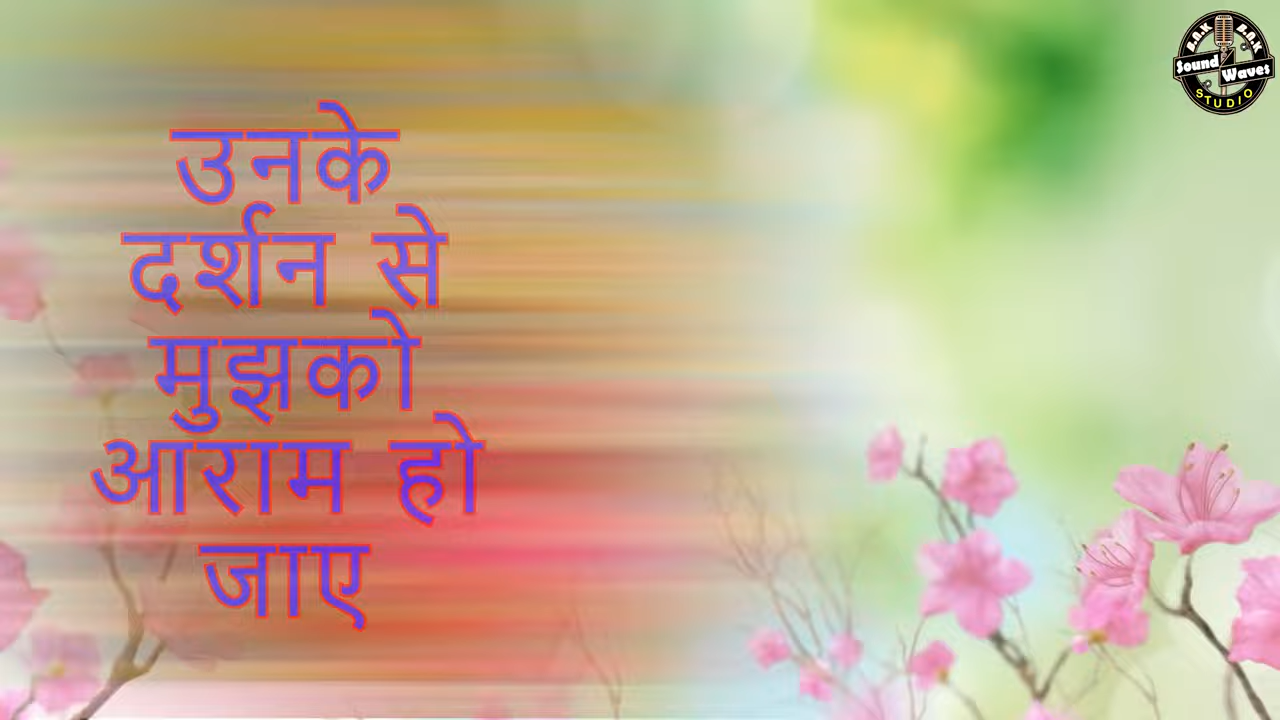 उनके
दर्शन से
मुझको
आराम हो
जाए
B.A.K B.A.K
Sound Waves
STUDIO